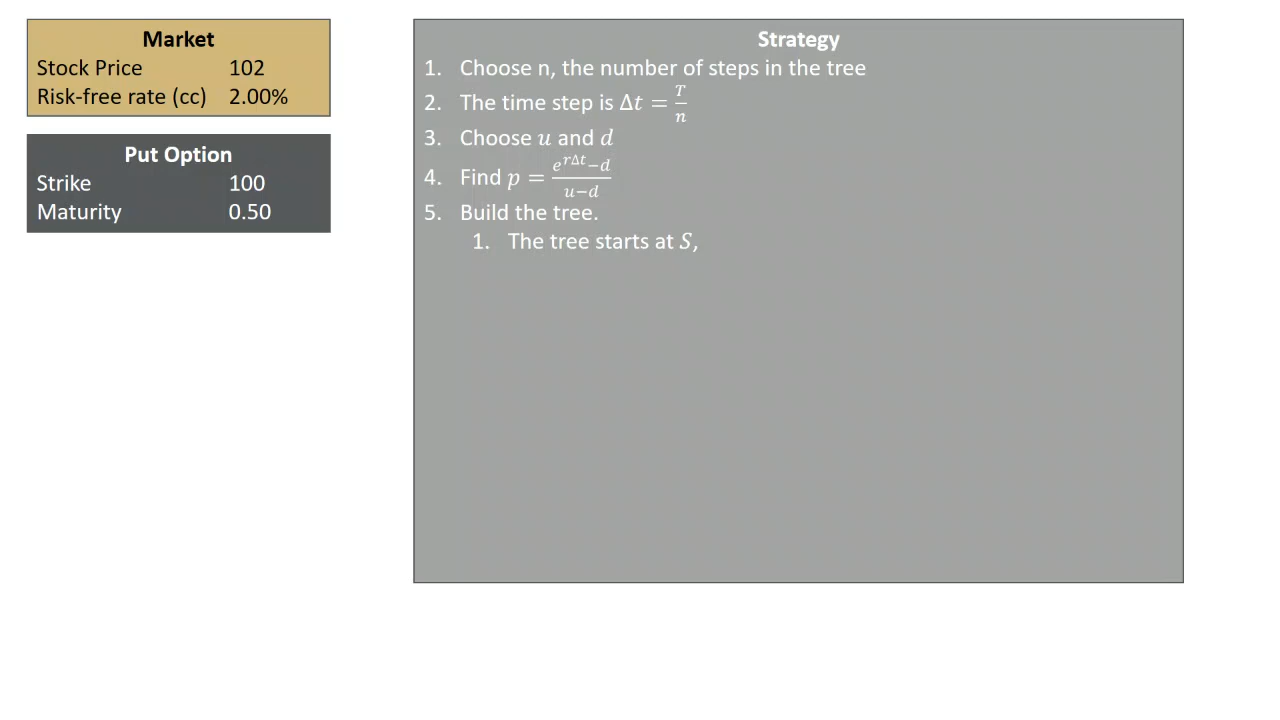 Market
Stock Price 102
Risk-free rate (cc) 2.00%
Put Option
Strike 100
Maturity 0.50
Strategy
1. Choose n, the number of steps in the tree
2. The time step is Δt = T/n
3. Choose u and d
4. Find p = (e^{rΔt}−d)/(u−d)
5. Build the tree.
1. The tree starts at S,